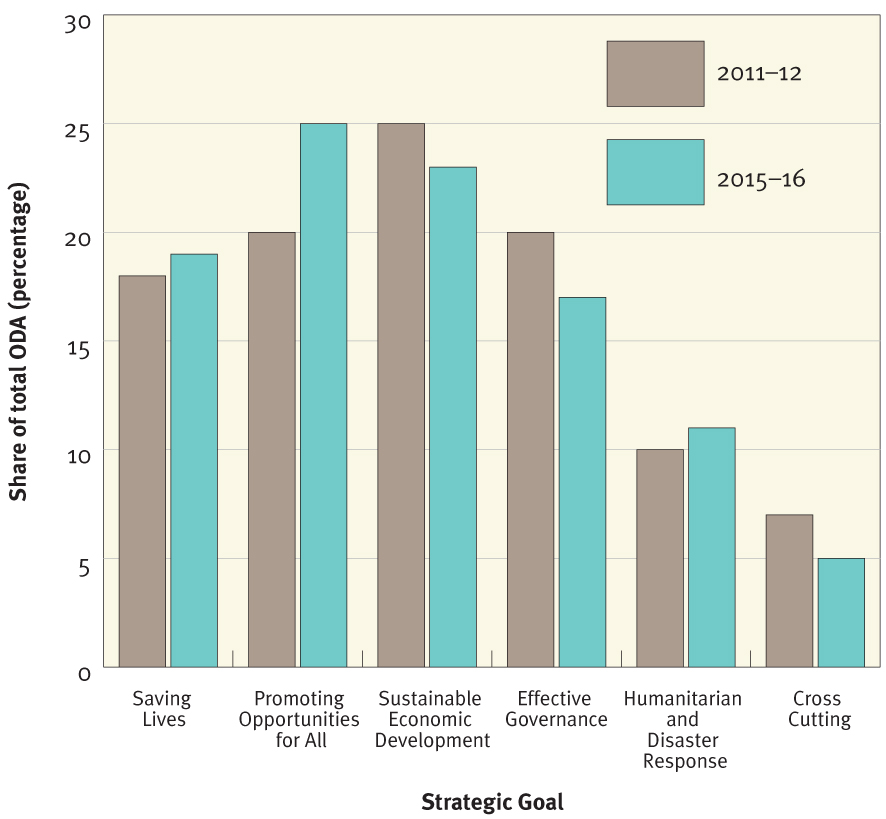 30
25
20
15
10
5
0
Share of total ODA (percentage)
2011–12
2015–16
Saving
Lives
Promoting
Opportunities
for All
Sustainable
Economic
Development
Effective
Governance
Humanitarian
and
Disaster
Response
Cross
Cutting
Strategic Goal